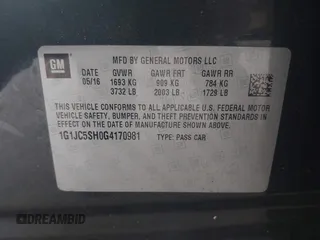 GM
MFD BY GENERAL MOTORS LLC
DATE GVWR GAWR FRT GAWR RR
05/16 1693 KG 909 KG 784 KG
3732 LB 2003 LB 1729 LB
THIS VEHICLE CONFORMS TO ALL APPLICABLE U.S. FEDERAL MOTOR
VEHICLE SAFETY, BUMPER, AND THEFT PREVENTION STANDARDS IN
EFFECT ON THE DATE OF MANUFACTURE SHOWN ABOVE.
1G1JC5SH0G4170981 TYPE: PASS CAR
© DEAMBID